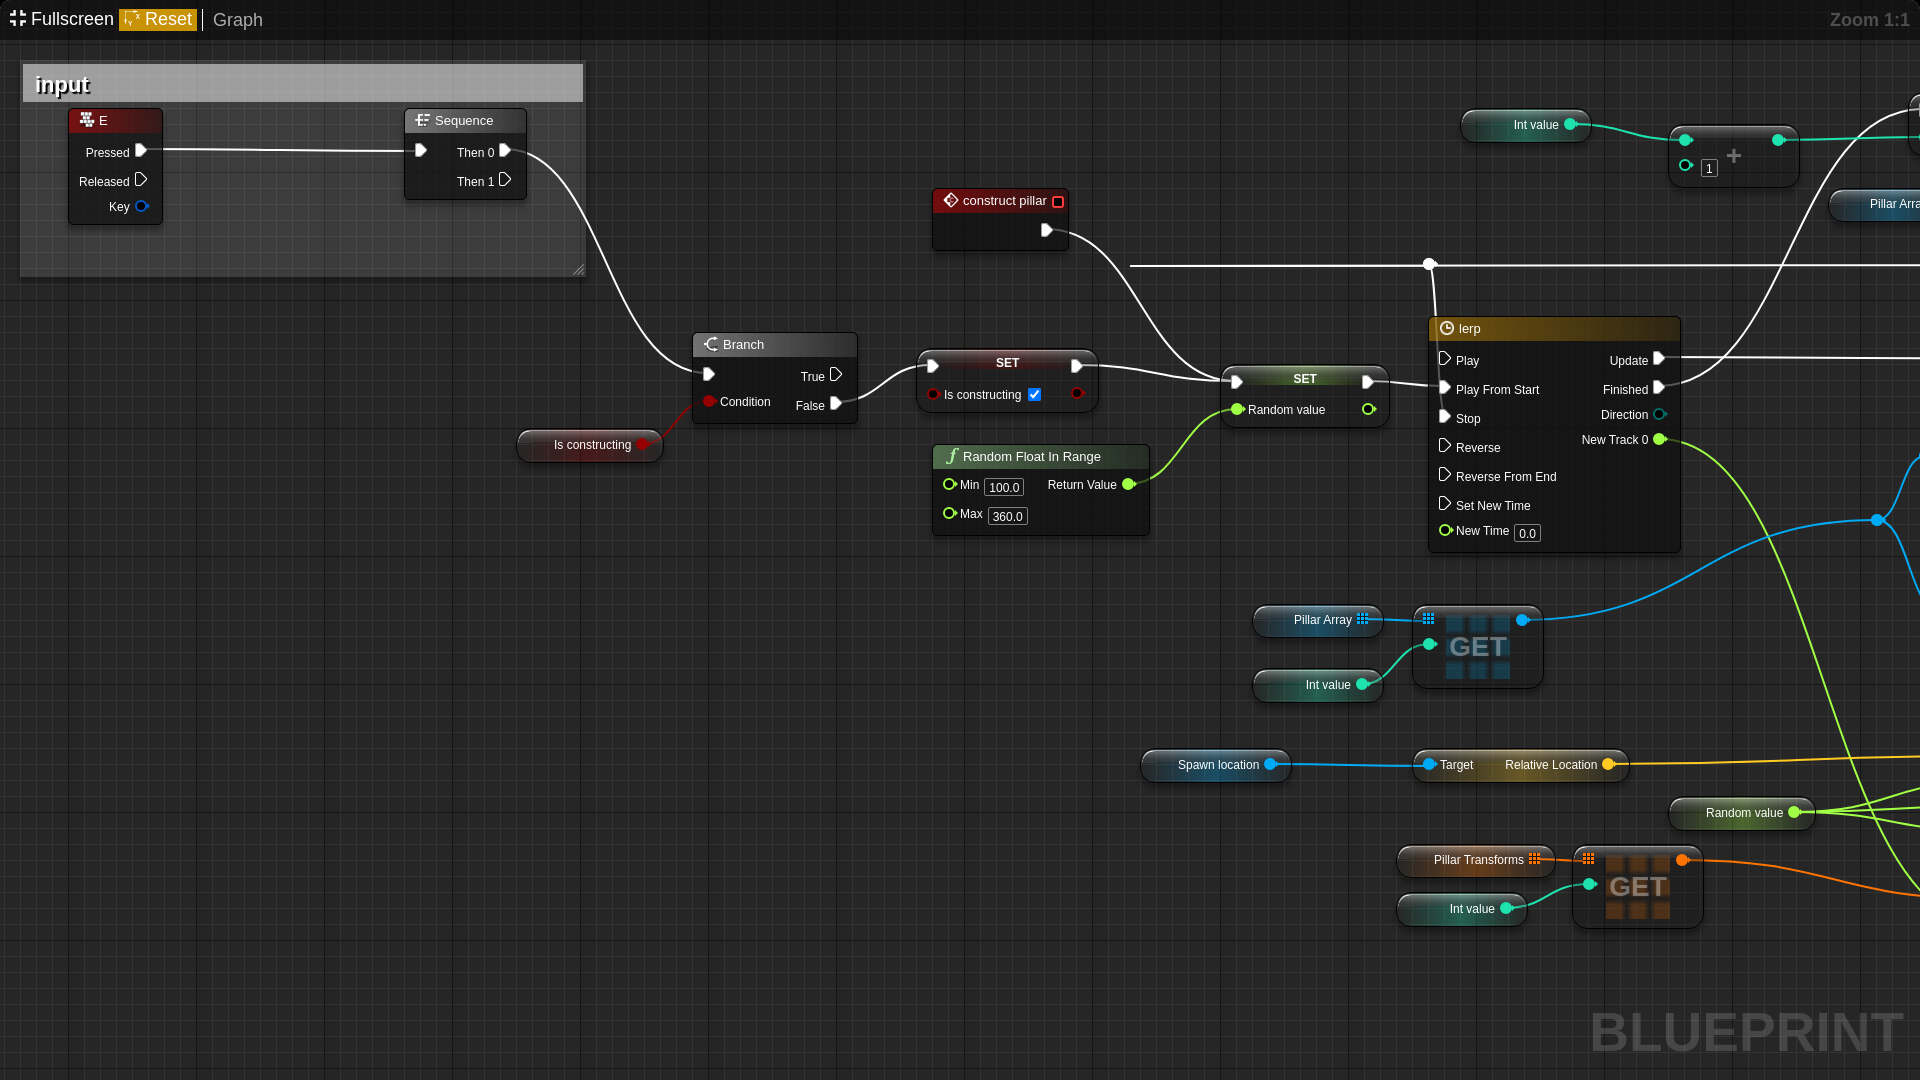 Fullscreen Reset Graph Zoom 1:1
input
E
Pressed
Released
Key
Sequence
Then 0
Then 1
construct pillar
Int value
1 +
Pillar Arra
Branch
True
Condition
False
Is constructing
SET
Is constructing
SET
Random value
Random Float In Range
Min 100.0 Return Value
Max 360.0
lerp
Play Update
Play From Start Finished
Stop Direction
New Track 0
Reverse
Reverse From End
Set New Time
New Time 0.0
Pillar Array
GET
Int value
Spawn location
Target Relative Location
Random value
Pillar Transforms
GET
Int value
BLUEPRINT